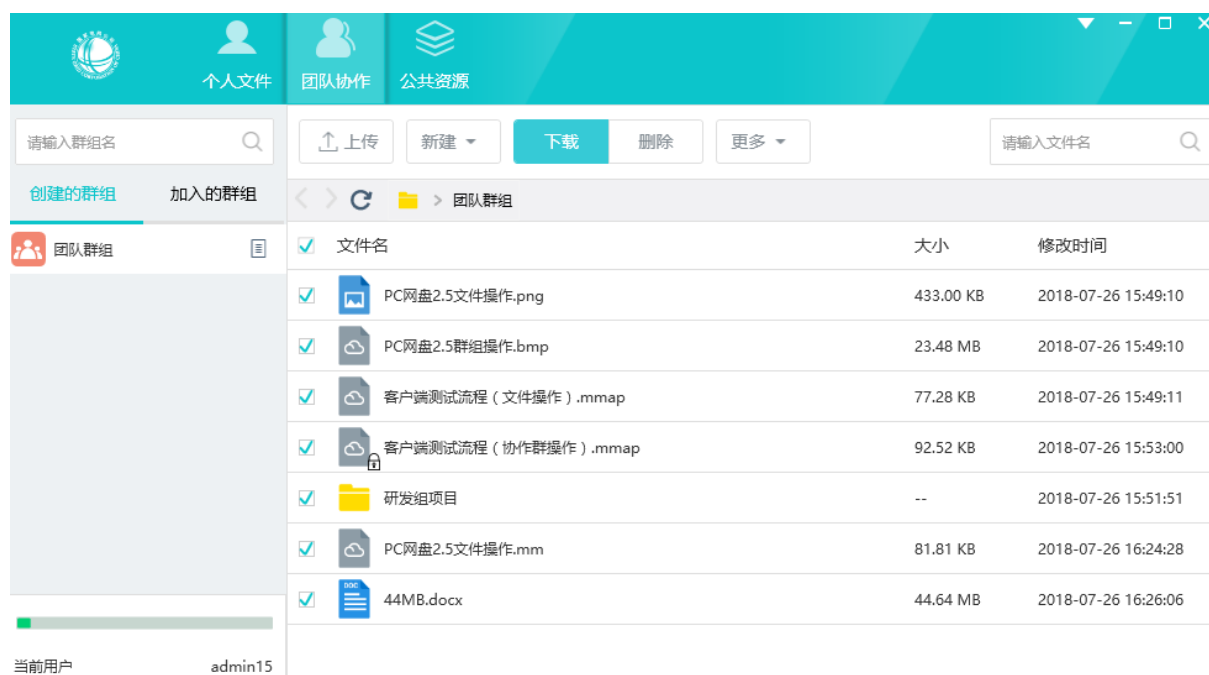 个人文件 团队协作 公共资源
请输入群组名
上传 新建 下载 删除 更多 请输入文件名
创建的群组 加入的群组
> 团队群组
团队群组
文件名 大小 修改时间
PC网盘2.5文件操作.png 433.00 KB 2018-07-26 15:49:10
PC网盘2.5群组操作.bmp 23.48 MB 2018-07-26 15:49:10
客户端测试流程（文件操作）.mmap 77.28 KB 2018-07-26 15:49:11
客户端测试流程（协作群操作）.mmap 92.52 KB 2018-07-26 15:53:00
研发组项目 -- 2018-07-26 15:51:51
PC网盘2.5文件操作.mm 81.81 KB 2018-07-26 16:24:28
DOC
44MB.docx 44.64 MB 2018-07-26 16:26:06
当前用户 admin15